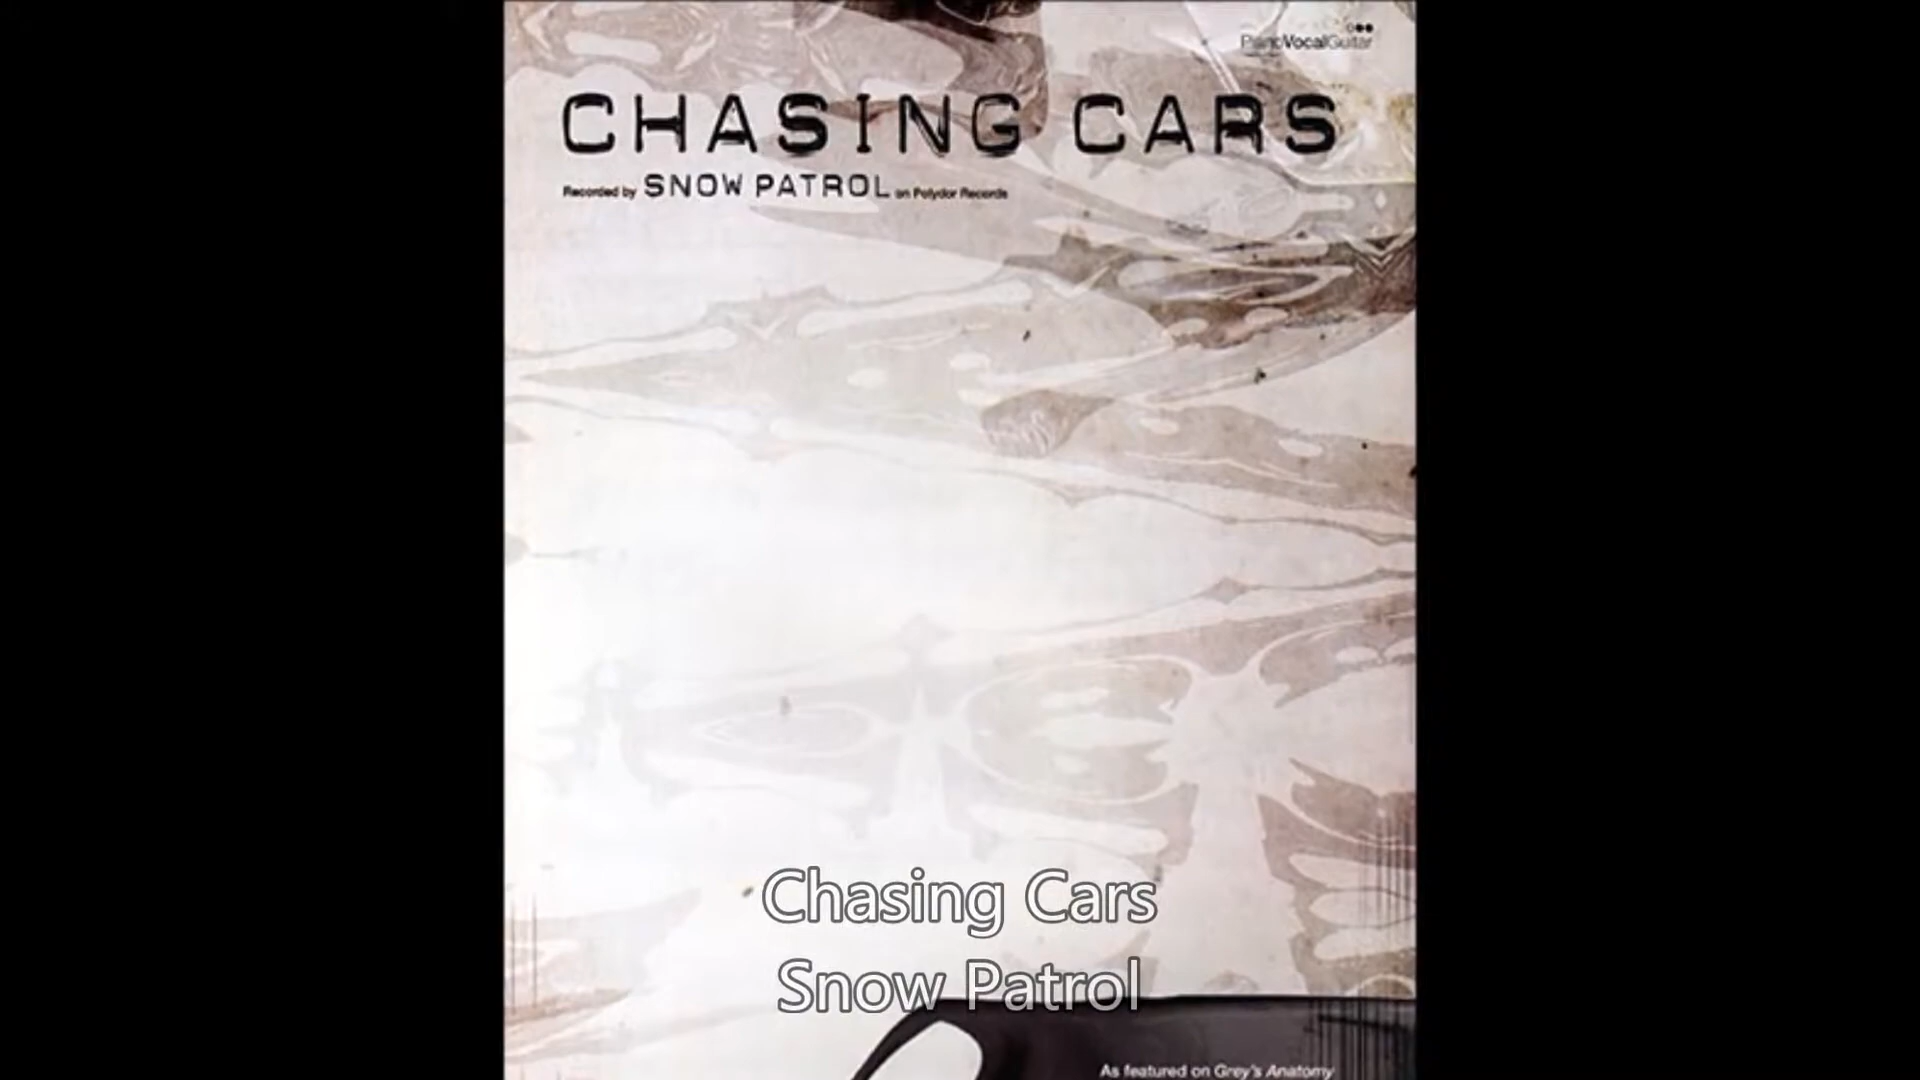 PianoVocalGuitar
CHASING CARS
Recorded by SNOW PATROL on Polydor Records
Chasing Cars
Snow Patrol
As featured on Grey's Anatomy